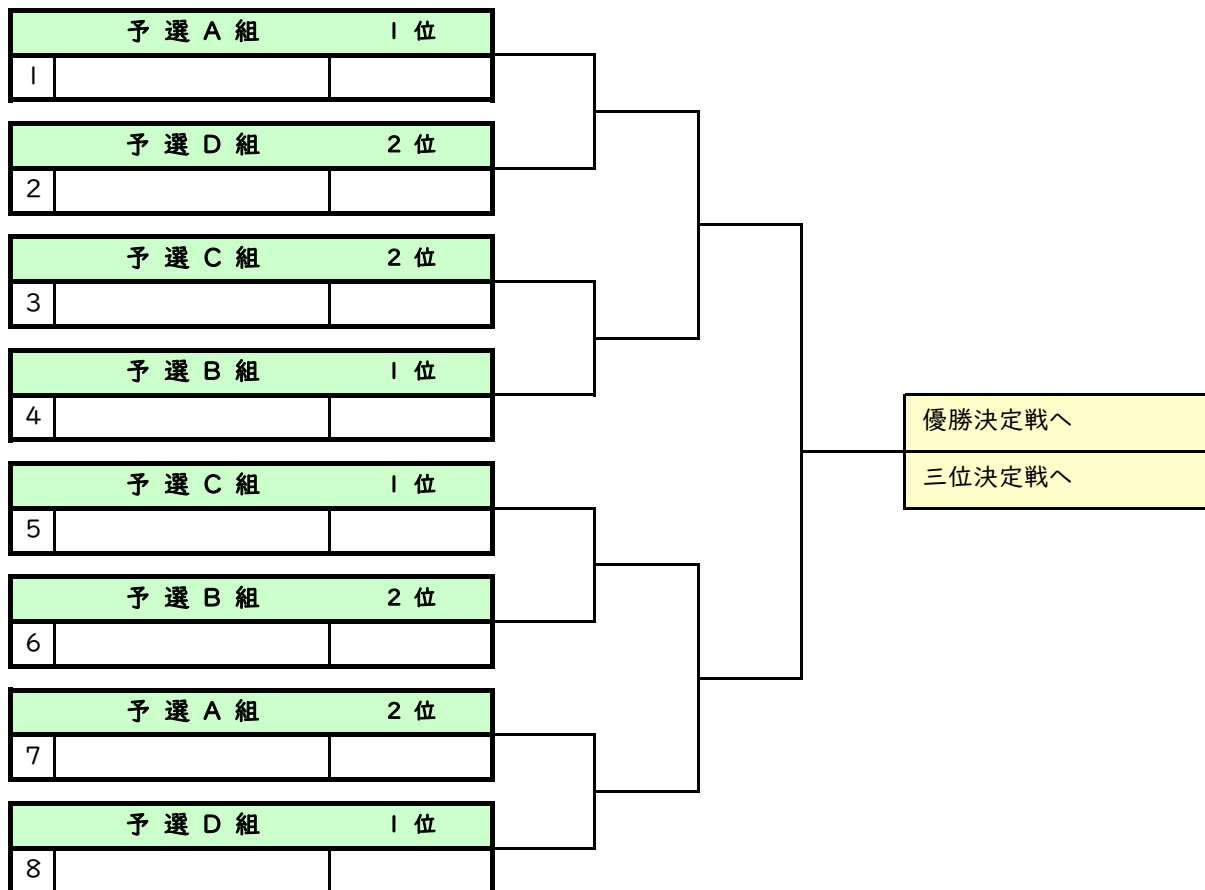 予選A組 1位
1
予選D組 2位
2
予選C組 2位
3
予選B組 1位
4
優勝決定戦へ
三位決定戦へ
予選C組 1位
5
予選B組 2位
6
予選A組 2位
7
予選D組 1位
8